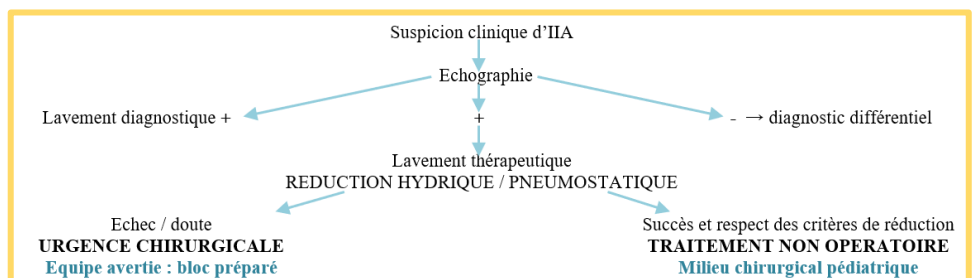 Suspicion clinique d’IIA
Echographie
Lavement diagnostique +
+
- → diagnostic différentiel
Lavement thérapeutique
REDUCTION HYDRIQUE / PNEUMOSTATIQUE
Echec / doute
URGENCE CHIRURGICALE
Equipe avertie : bloc préparé
Succès et respect des critères de réduction
TRAITEMENT NON OPERATOIRE
Milieu chirurgical pédiatrique